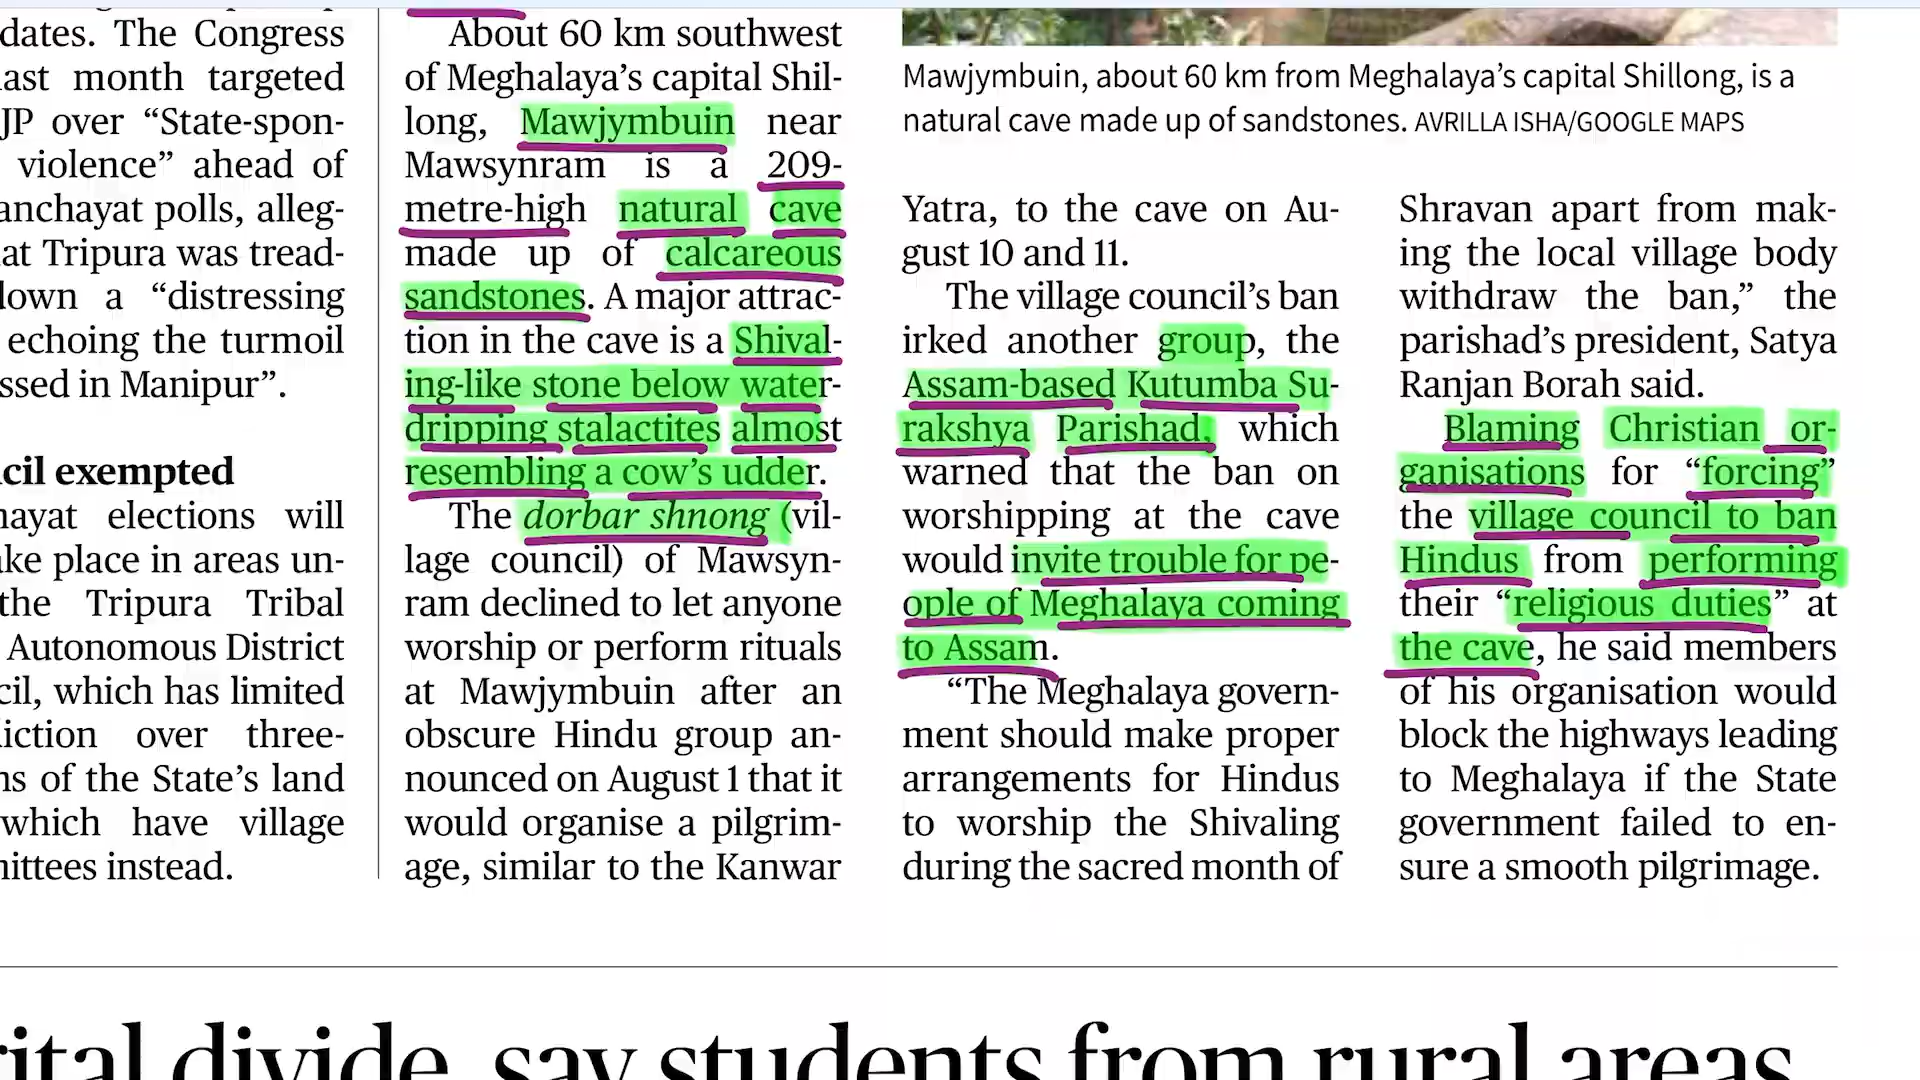 dates. The Congress
last month targeted
JP over “State-spon-
violence” ahead of
anchayat polls, alleg-
at Tripura was tread-
down a “distressing
echoing the turmoil
ssed in Manipur”.
cil exempted
nayat elections will
ake place in areas un-
the Tripura Tribal
Autonomous District
cil, which has limited
diction over three-
ns of the State’s land
which have village
mittees instead.
About 60 km southwest
of Meghalaya’s capital Shil-
long, Mawjymbuin near
Mawsynram is a 209-
metre-high natural cave
made up of calcareous
sandstones. A major attrac-
tion in the cave is a Shival-
ing-like stone below water-
dripping stalactites almost
resembling a cow’s udder.
The dorbar shnong (vil-
lage council) of Mawsyn-
ram declined to let anyone
worship or perform rituals
at Mawjymbuin after an
obscure Hindu group an-
nounced on August 1 that it
would organise a pilgrim-
age, similar to the Kanwar
Mawjymbuin, about 60 km from Meghalaya’s capital Shillong, is a
natural cave made up of sandstones. AVRILLA ISHA/GOOGLE MAPS
Yatra, to the cave on Au-
gust 10 and 11.
The village council’s ban
irked another group, the
Assam-based Kutumba Su-
rakshya Parishad, which
warned that the ban on
worshipping at the cave
would invite trouble for pe-
ople of Meghalaya coming
to Assam.
“The Meghalaya govern-
ment should make proper
arrangements for Hindus
to worship the Shivaling
during the sacred month of
Shravan apart from mak-
ing the local village body
withdraw the ban,” the
parishad’s president, Satya
Ranjan Borah said.
Blaming Christian or-
ganisations for “forcing”
the village council to ban
Hindus from performing
their “religious duties” at
the cave, he said members
of his organisation would
block the highways leading
to Meghalaya if the State
government failed to en-
sure a smooth pilgrimage.
ital divide, say students from rural areas